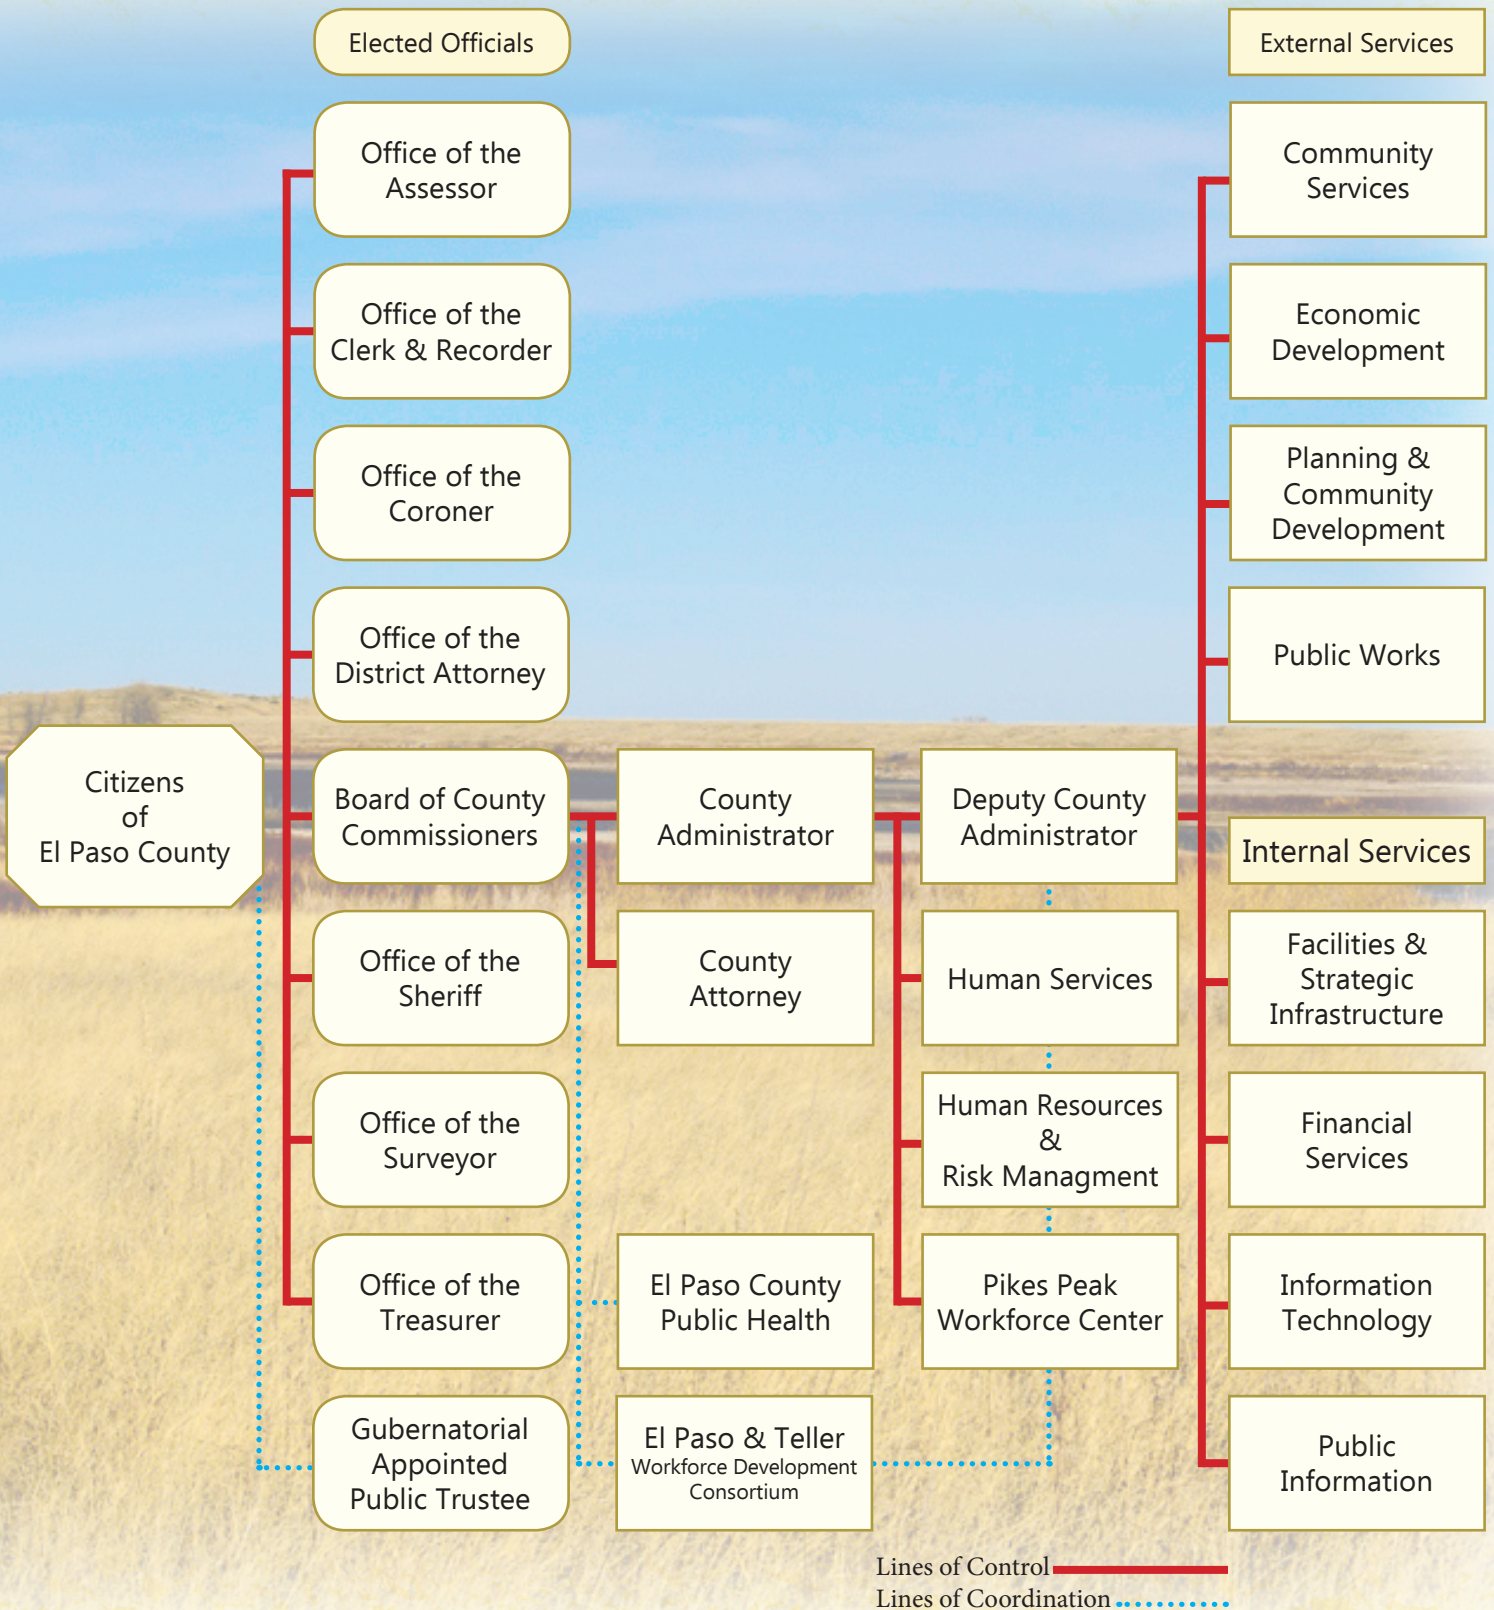 Elected Officials
Office of the
Assessor
Office of the
Clerk & Recorder
Office of the
Coroner
Office of the
District Attorney
Citizens
of
El Paso County
Board of County
Commissioners
Office of the
Sheriff
Office of the
Surveyor
Office of the
Treasurer
Gubernatorial
Appointed
Public Trustee
County
Administrator
County
Attorney
El Paso County
Public Health
El Paso & Teller
Workforce Development
Consortium
Deputy County
Administrator
Human Services
Human Resources
&
Risk Managment
Pikes Peak
Workforce Center
External Services
Community
Services
Economic
Development
Planning &
Community
Development
Public Works
Internal Services
Facilities &
Strategic
Infrastructure
Financial
Services
Information
Technology
Public
Information
Lines of Control
Lines of Coordination